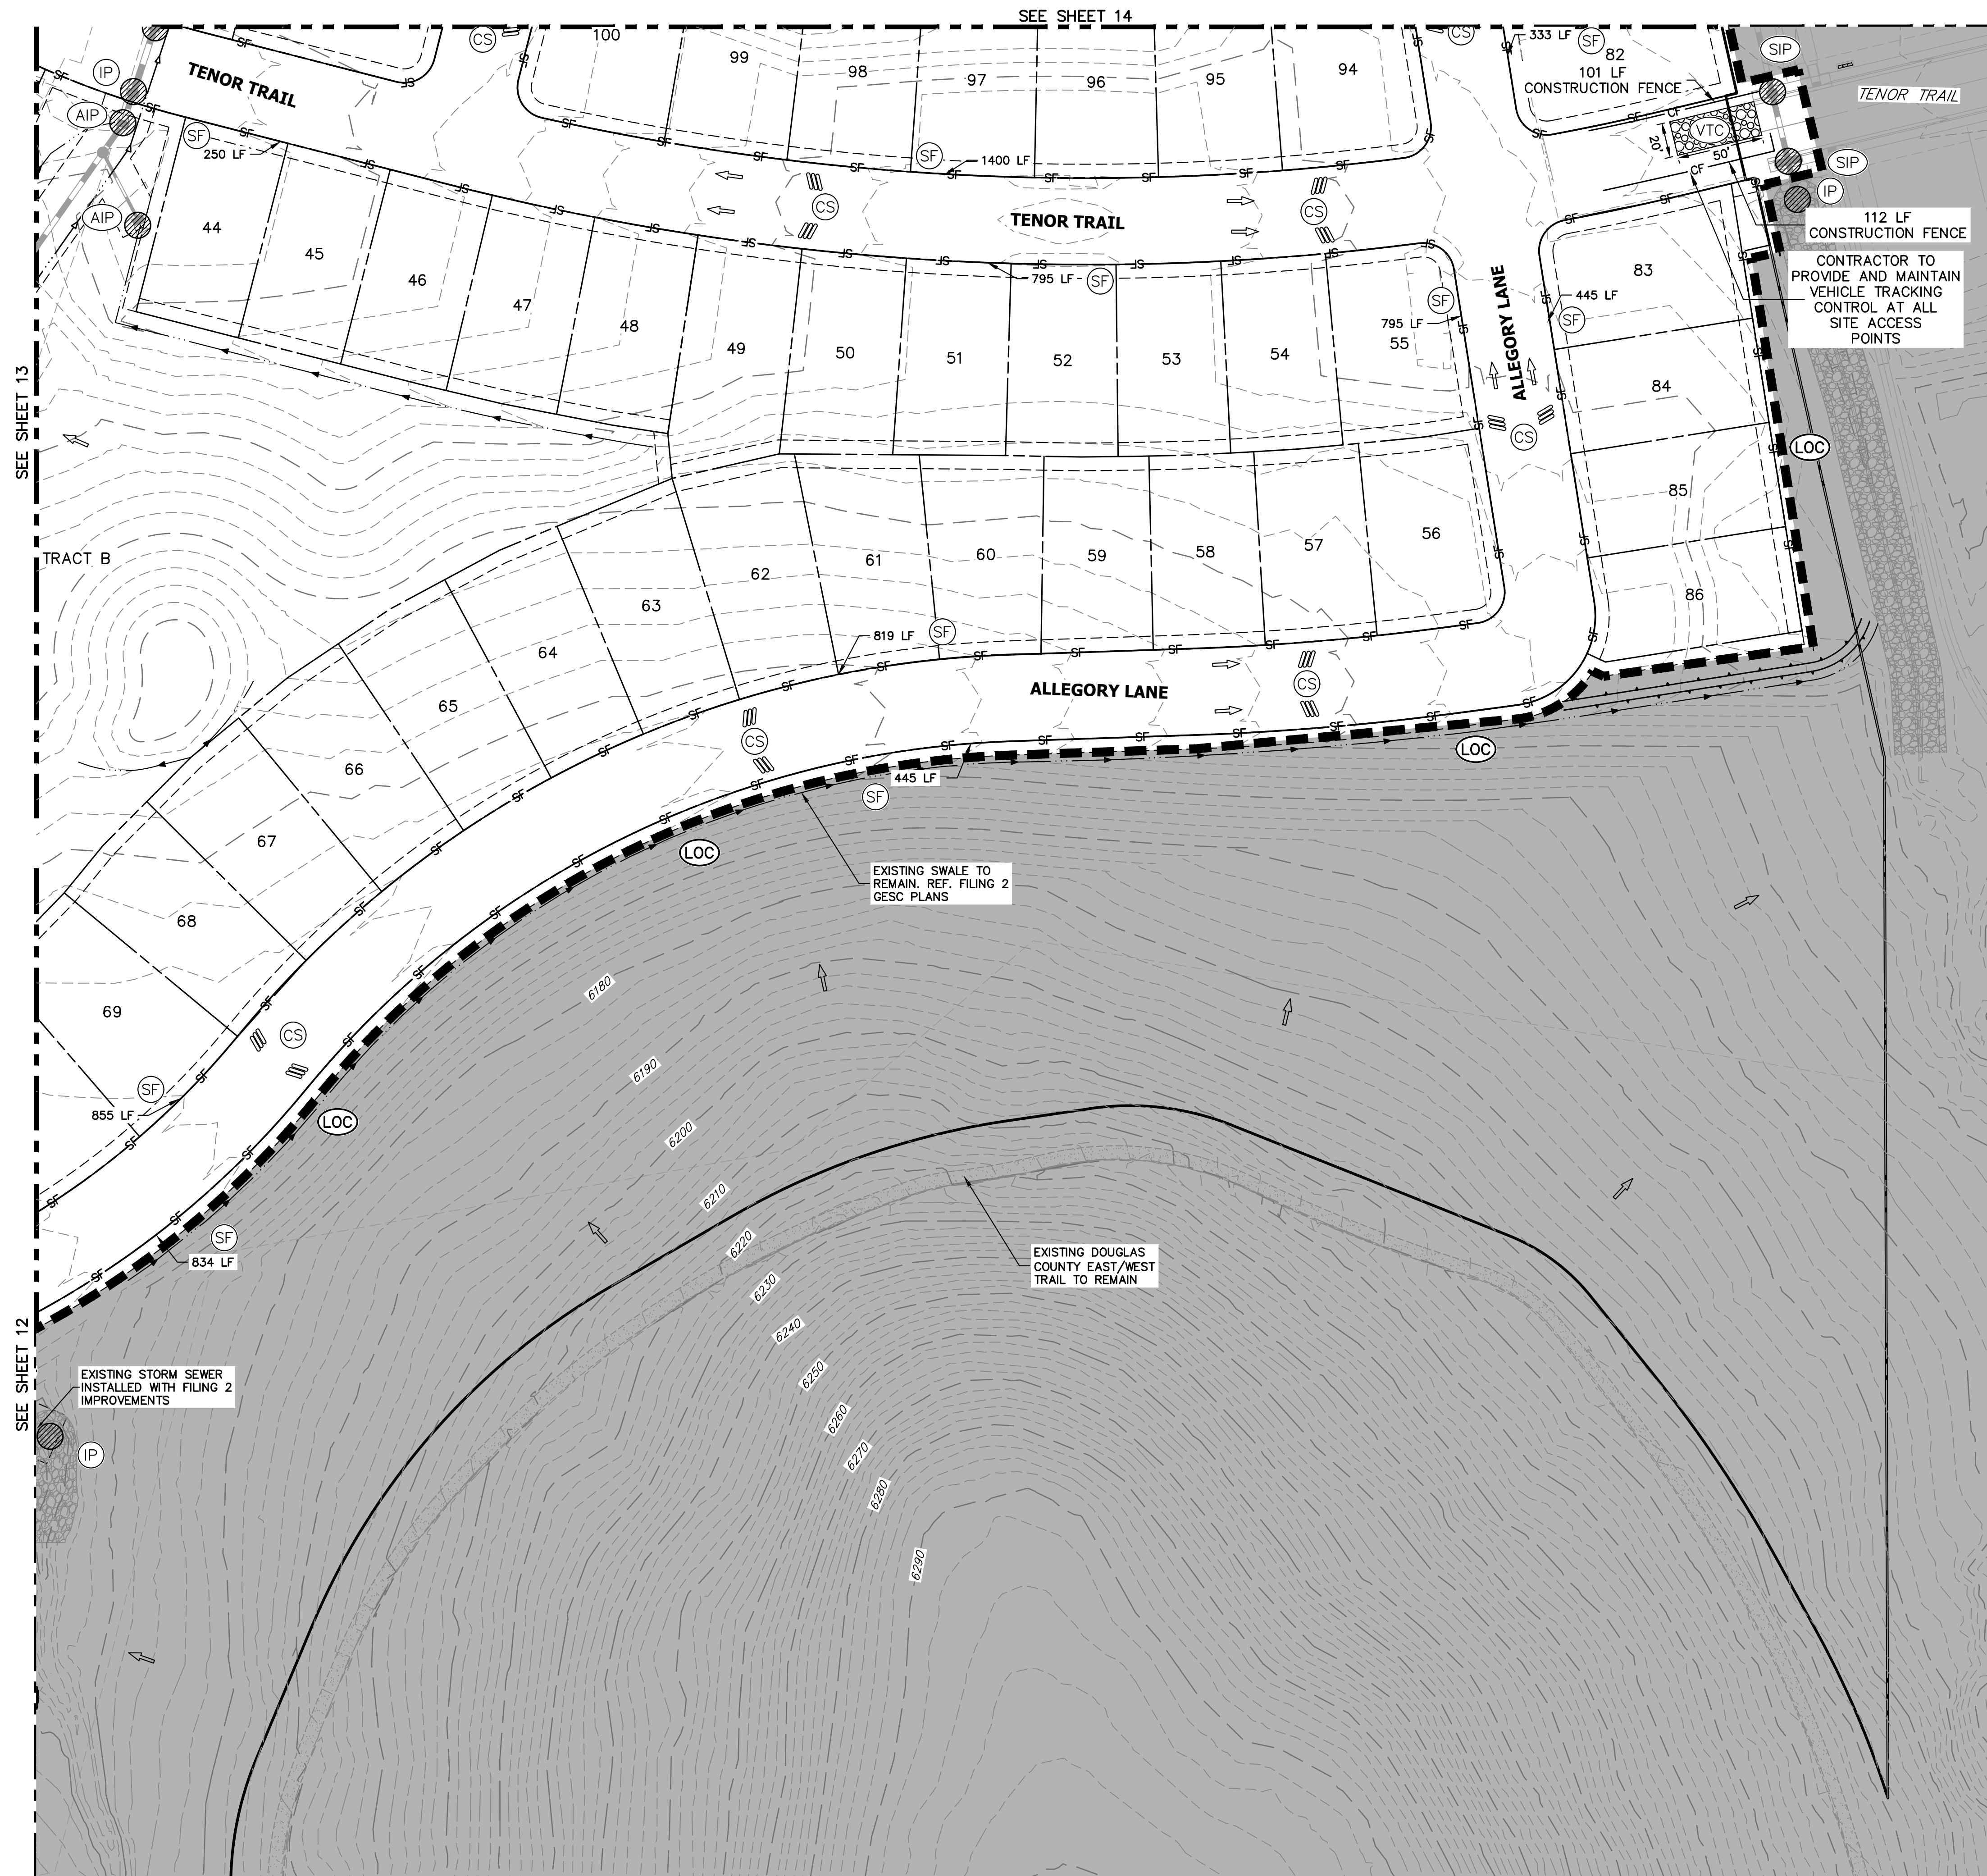 SEE SHEET 14
TENOR TRAIL
SF
CS
100
99
98
97
96
95
94
CS
333 LF
SF
82
101 LF
CONSTRUCTION FENCE
SIP
TENOR TRAIL
IP
AIP
SF
250 LF
SF
1400 LF
CF
VTC
20'
50'
CF
SIP
IP
112 LF
CONSTRUCTION FENCE
CONTRACTOR TO
PROVIDE AND MAINTAIN
VEHICLE TRACKING
CONTROL AT ALL
SITE ACCESS
POINTS
AIP
44
45
46
47
48
49
50
51
52
53
54
55
CS
TENOR TRAIL
CS
795 LF
SF
SF
795 LF
ALLEGORY LANE
445 LF
SF
83
84
85
86
CS
LOC
SEE SHEET 13
TRACT B
56
57
58
59
60
61
62
63
64
65
66
67
68
69
819 LF
SF
ALLEGORY LANE
CS
CS
LOC
445 LF
SF
LOC
EXISTING SWALE TO
REMAIN. REF. FILING 2
GESC PLANS
CS
SF
855 LF
LOC
SF
834 LF
6180
6190
6200
6210
6220
6230
6240
6250
6260
6270
6280
6290
EXISTING DOUGLAS
COUNTY EAST/WEST
TRAIL TO REMAIN
SEE SHEET 12
EXISTING STORM SEWER
INSTALLED WITH FILING 2
IMPROVEMENTS
IP